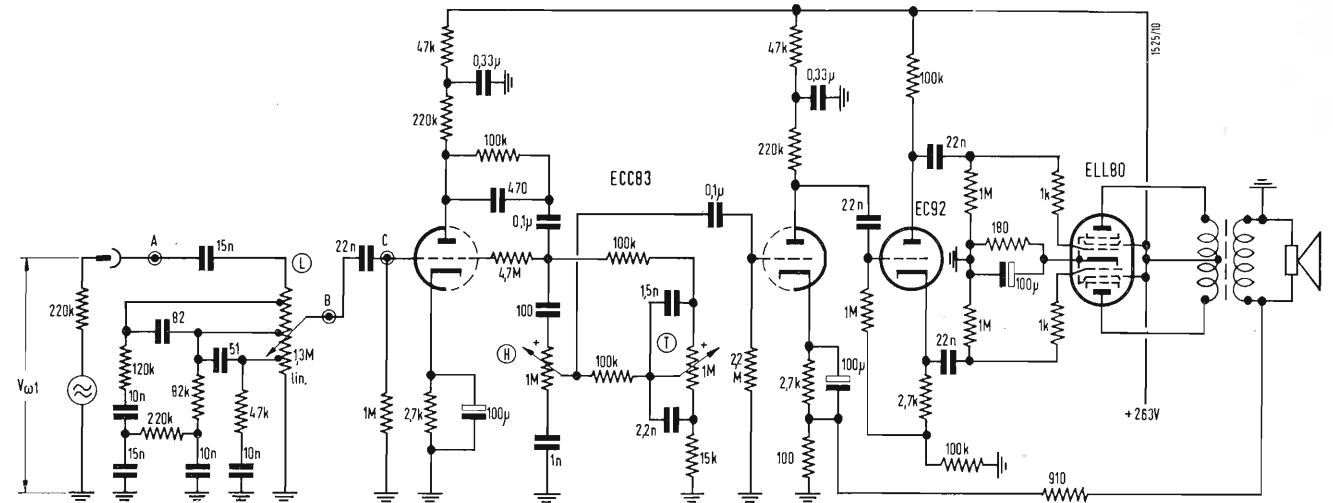 47k
0,33µ
220k
100k
470
0,1µ
ECC83
4,7M
22n
C
A
15n
L
B
220k
82
51
1,3M
lin.
120k
82k
47k
10n
220k
15n
10n
10n
Vω1
1M
2,7k
100µ
100
H
+
1M
1n
100k
100k
1,5n
T
+
1M
2,2n
15k
0,1µ
22
M
47k
0,33µ
220k
22n
1M
2,7k
100µ
100
100k
EC92
22n
22n
2,7k
100k
1M
180
100µ
1M
1k
1k
ELL80
1525/10
+263V
910